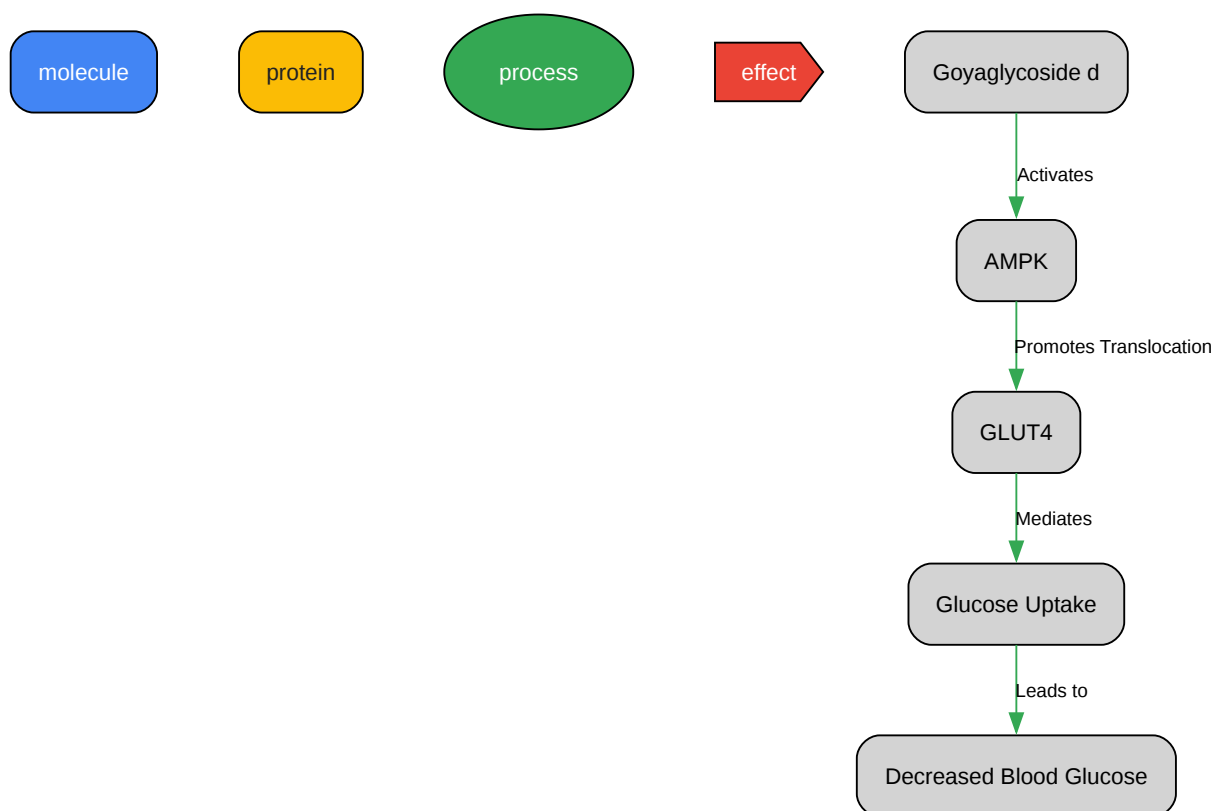 molecule
protein
process
effect
Goyaglycoside d
Activates
AMPK
Promotes Translocation
GLUT4
Mediates
Glucose Uptake
Leads to
Decreased Blood Glucose